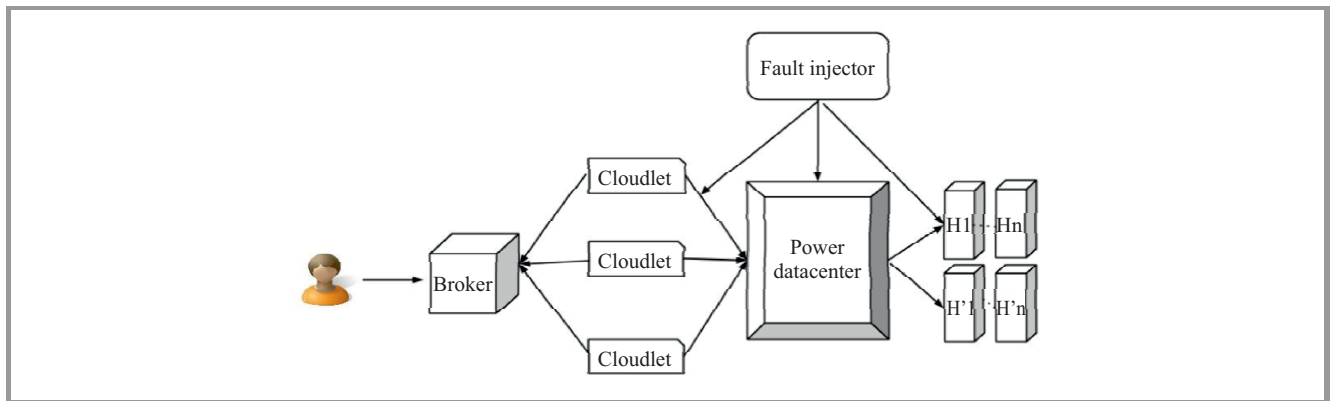 Fault injector
Cloudlet
Cloudlet
Cloudlet
Broker
Power
datacenter
H1
Hn
H'1
H'n